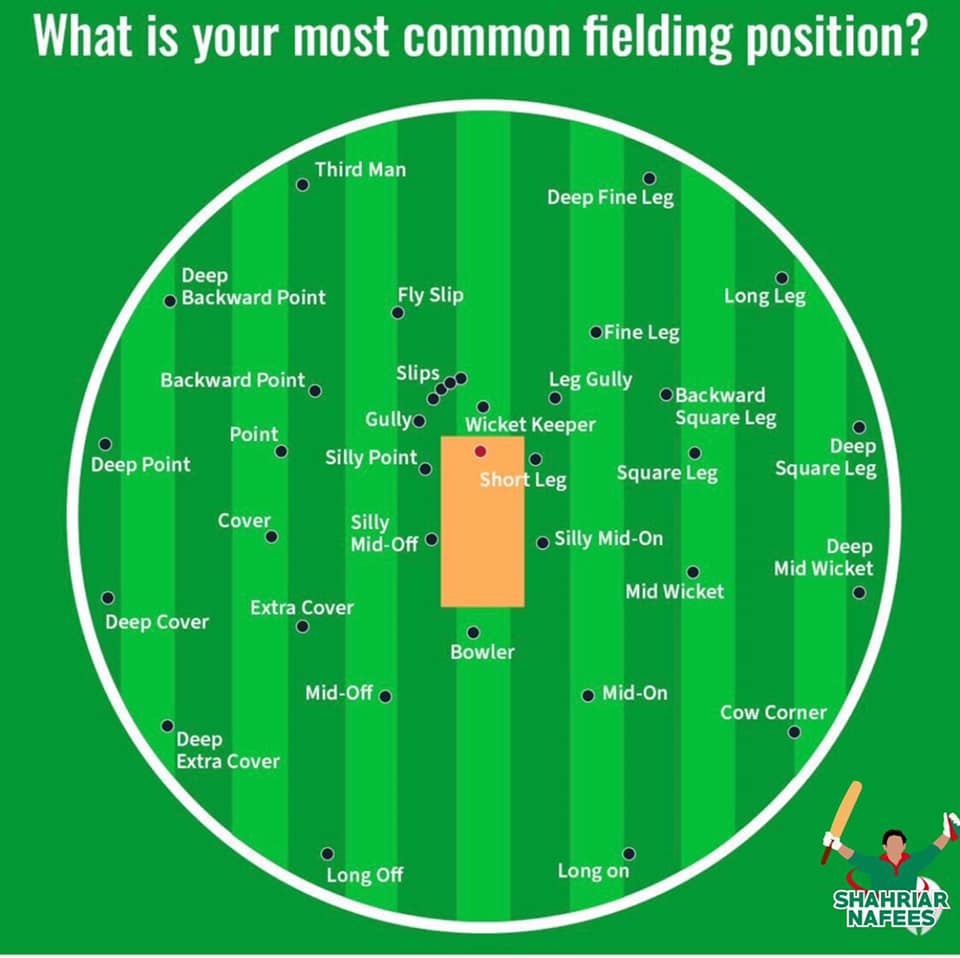 What is your most common fielding position?
Third Man
Deep Fine Leg
Deep
Backward Point
Fly Slip
Long Leg
Fine Leg
Slips
Backward Point
Leg Gully
Backward
Square Leg
Gully
Wicket Keeper
Point
Deep Point
Silly Point
Short Leg
Square Leg
Deep
Square Leg
Cover
Silly
Mid-Off
Silly Mid-On
Deep
Mid Wicket
Mid Wicket
Deep Cover
Extra Cover
Bowler
Mid-Off
Mid-On
Cow Corner
Deep
Extra Cover
Long Off
Long on
SHAHRIAR
NAFEES